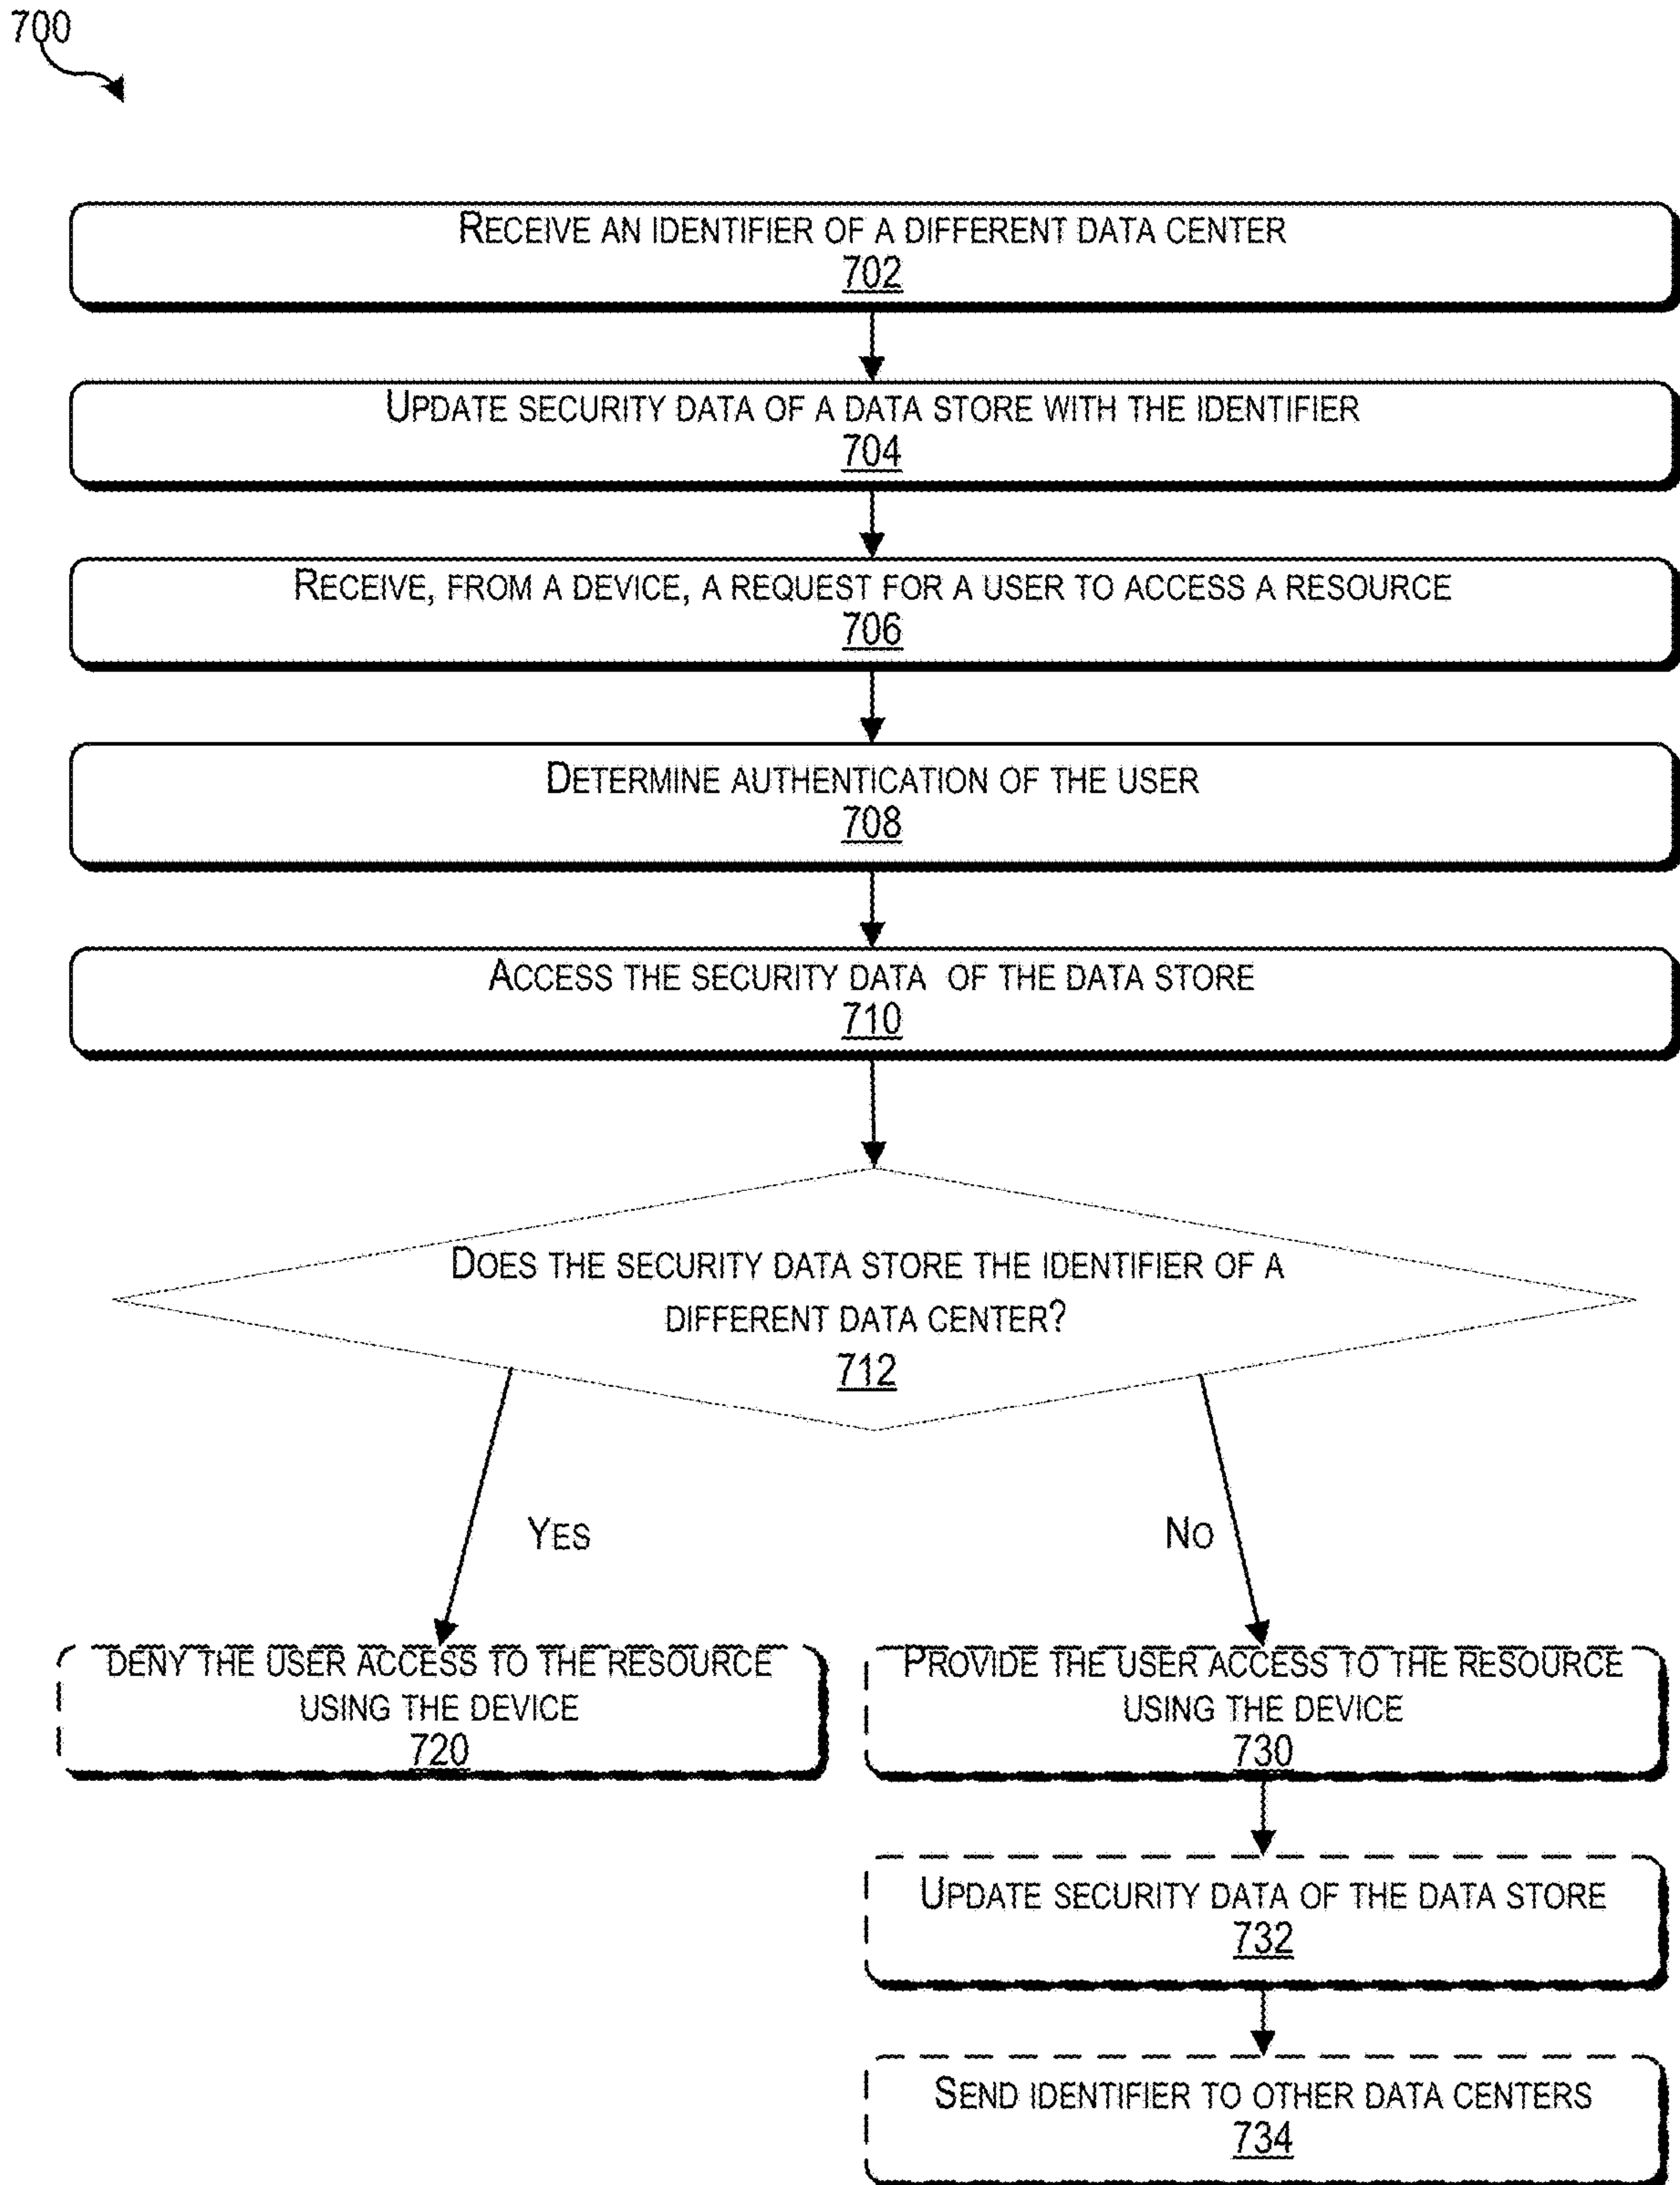 700
RECEIVE AN IDENTIFIER OF A DIFFERENT DATA CENTER
702
UPDATE SECURITY DATA OF A DATA STORE WITH THE IDENTIFIER
704
RECEIVE, FROM A DEVICE, A REQUEST FOR A USER TO ACCESS A RESOURCE
706
DETERMINE AUTHENTICATION OF THE USER
708
ACCESS THE SECURITY DATA OF THE DATA STORE
710
DOES THE SECURITY DATA STORE THE IDENTIFIER OF A
DIFFERENT DATA CENTER?
712
YES
NO
DENY THE USER ACCESS TO THE RESOURCE
USING THE DEVICE
720
PROVIDE THE USER ACCESS TO THE RESOURCE
USING THE DEVICE
730
UPDATE SECURITY DATA OF THE DATA STORE
732
SEND IDENTIFIER TO OTHER DATA CENTERS
734